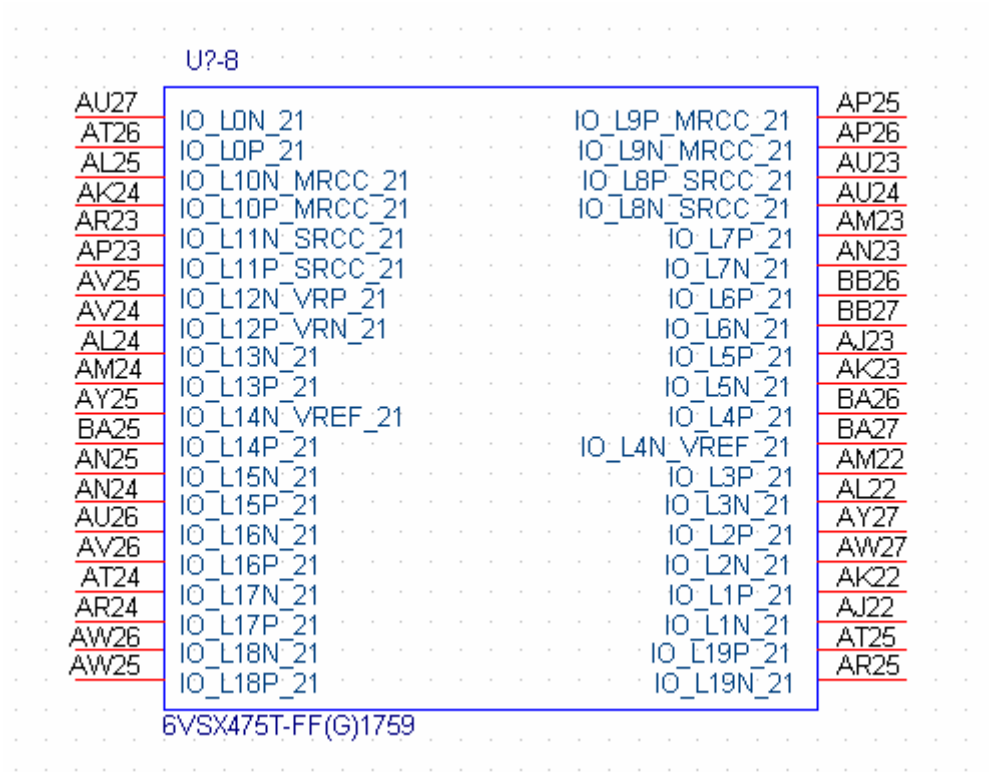 U?-8
AU27 IO_L0N_21 IO_L9P_MRCC_21 AP25
AT26 IO_L0P_21 IO_L9N_MRCC_21 AP26
AL25 IO_L10N_MRCC_21 IO_L8P_SRCC_21 AU23
AK24 IO_L10P_MRCC_21 IO_L8N_SRCC_21 AU24
AR23 IO_L11N_SRCC_21 IO_L7P_21 AM23
AP23 IO_L11P_SRCC_21 IO_L7N_21 AN23
AV25 IO_L12N_VRP_21 IO_L6P_21 BB26
AV24 IO_L12P_VRN_21 IO_L6N_21 BB27
AL24 IO_L13N_21 IO_L5P_21 AJ23
AM24 IO_L13P_21 IO_L5N_21 AK23
AY25 IO_L14N_VREF_21 IO_L4P_21 BA26
BA25 IO_L14P_21 IO_L4N_VREF_21 BA27
AN25 IO_L15N_21 IO_L3P_21 AM22
AN24 IO_L15P_21 IO_L3N_21 AL22
AU26 IO_L16N_21 IO_L2P_21 AY27
AV26 IO_L16P_21 IO_L2N_21 AW27
AT24 IO_L17N_21 IO_L1P_21 AK22
AR24 IO_L17P_21 IO_L1N_21 AJ22
AW26 IO_L18N_21 IO_L19P_21 AT25
AW25 IO_L18P_21 IO_L19N_21 AR25
6VSX475T-FF(G)1759